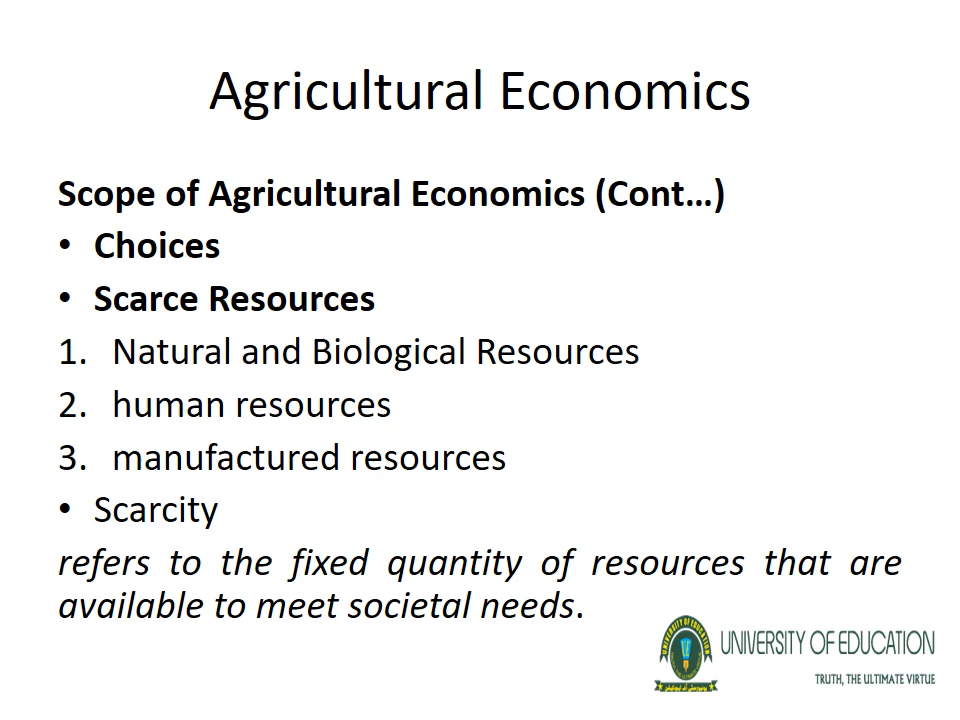 Agricultural Economics
Scope of Agricultural Economics (Cont…)
• Choices
• Scarce Resources
1. Natural and Biological Resources
2. human resources
3. manufactured resources
• Scarcity
refers to the fixed quantity of resources that are
available to meet societal needs.
UNIVERSITY OF EDUCATION
TRUTH, THE ULTIMATE VIRTUE